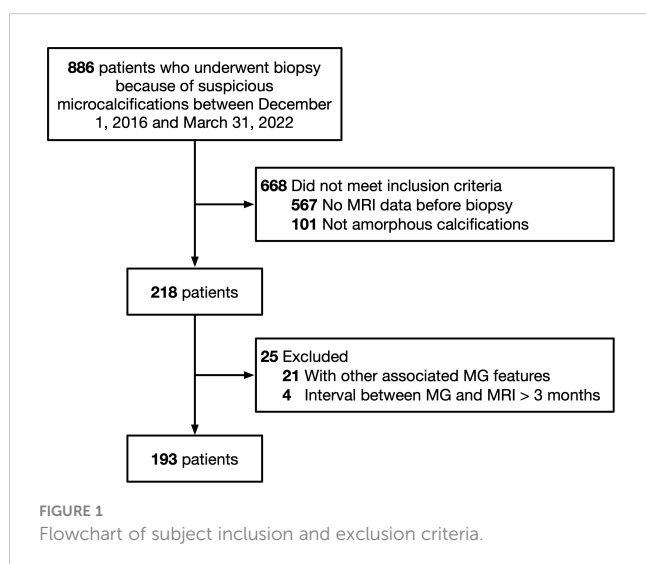 886 patients who underwent biopsy
because of suspicious
microcalcifications between December
1, 2016 and March 31, 2022
668 Did not meet inclusion criteria
567 No MRI data before biopsy
101 Not amorphous calcifications
218 patients
25 Excluded
21 With other associated MG features
4 Interval between MG and MRI > 3 months
193 patients
FIGURE 1
Flowchart of subject inclusion and exclusion criteria.